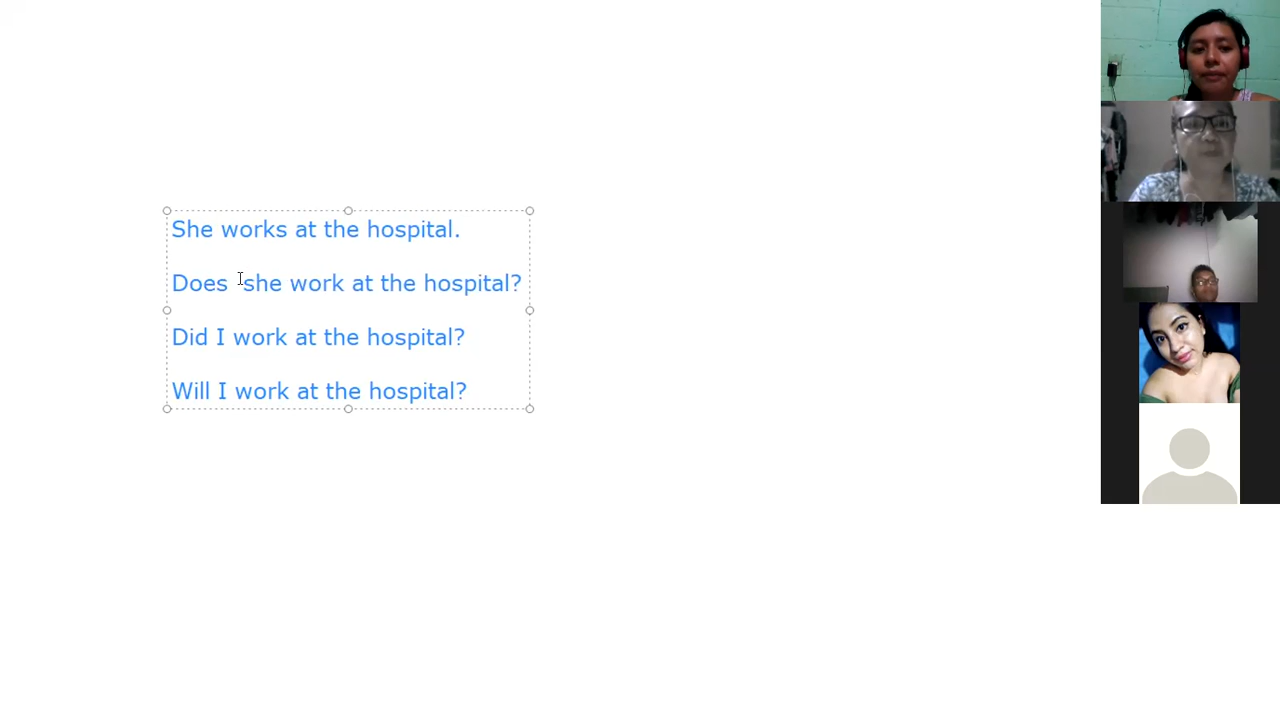 She works at the hospital.
Does she work at the hospital?
Did I work at the hospital?
Will I work at the hospital?